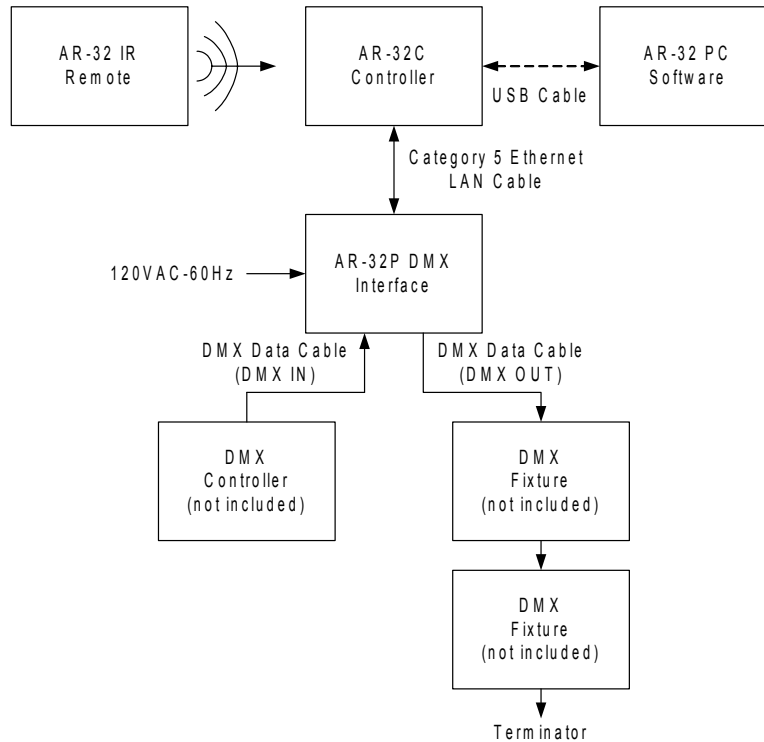 AR-32 IR
Remote
AR-32C
Controller
AR-32 PC
Software
USB Cable
Category 5 Ethernet
LAN Cable
120VAC-60Hz
AR-32P DMX
Interface
DMX Data Cable
(DMX IN)
DMX Data Cable
(DMX OUT)
DMX
Controller
(not included)
DMX
Fixture
(not included)
DMX
Fixture
(not included)
Terminator